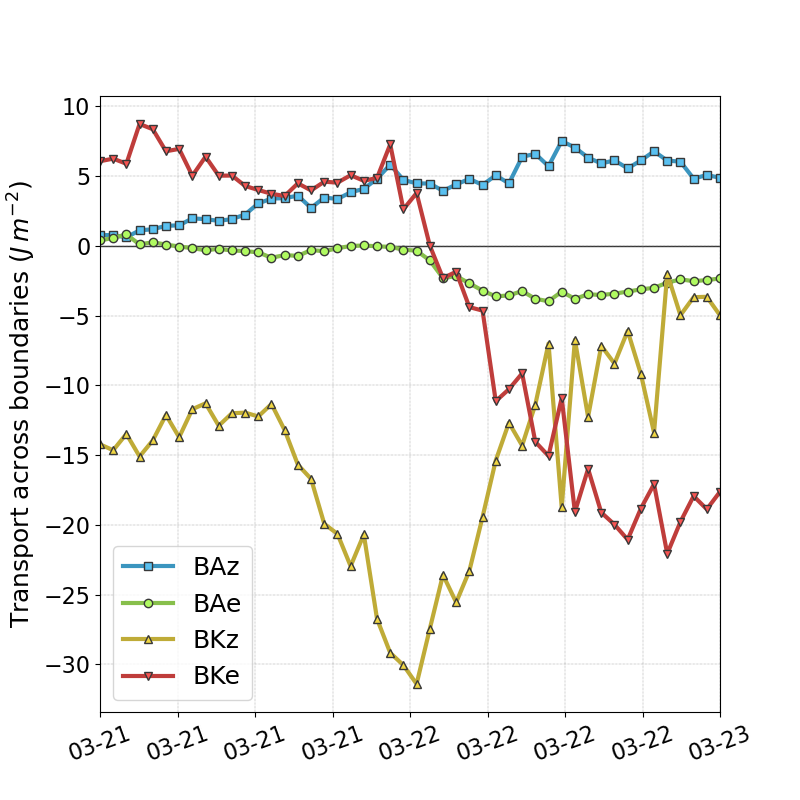 Transport across boundaries (J m⁻²)
10
5
0
−5
−10
−15
−20
−25
−30
BAz
BAe
BKz
BKe
03-21 03-21 03-21 03-21 03-22 03-22 03-22 03-22 03-23